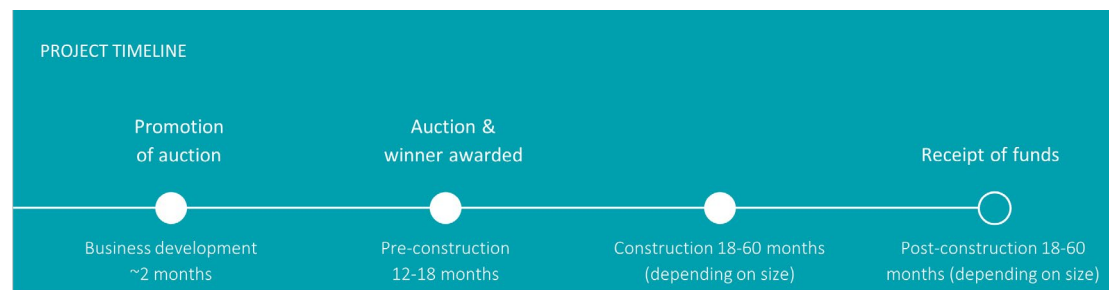 PROJECT TIMELINE
Promotion
of auction
Auction &
winner awarded
Receipt of funds
Business development
~2 months
Pre-construction
12-18 months
Construction 18-60 months
(depending on size)
Post-construction 18-60
months (depending on size)